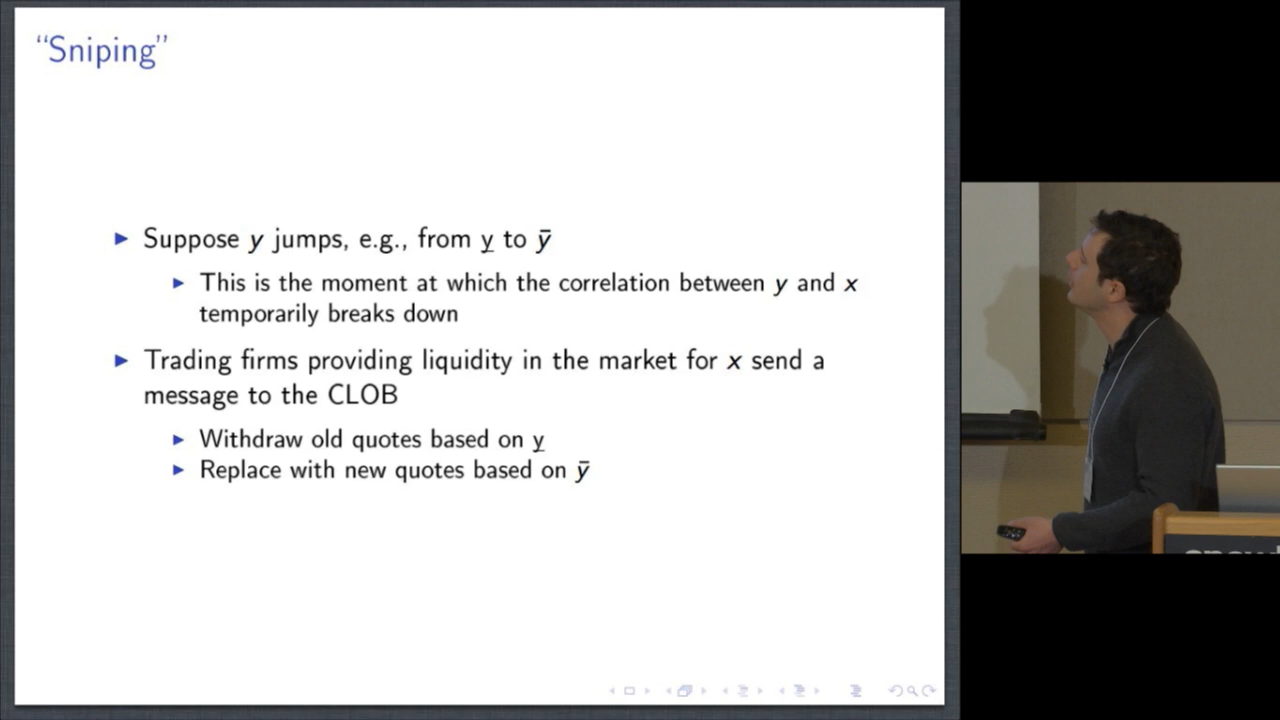 “Sniping”
▶ Suppose y jumps, e.g., from y̲ to ȳ
▶ This is the moment at which the correlation between y and x
temporarily breaks down
▶ Trading firms providing liquidity in the market for x send a
message to the CLOB
▶ Withdraw old quotes based on y̲
▶ Replace with new quotes based on ȳ